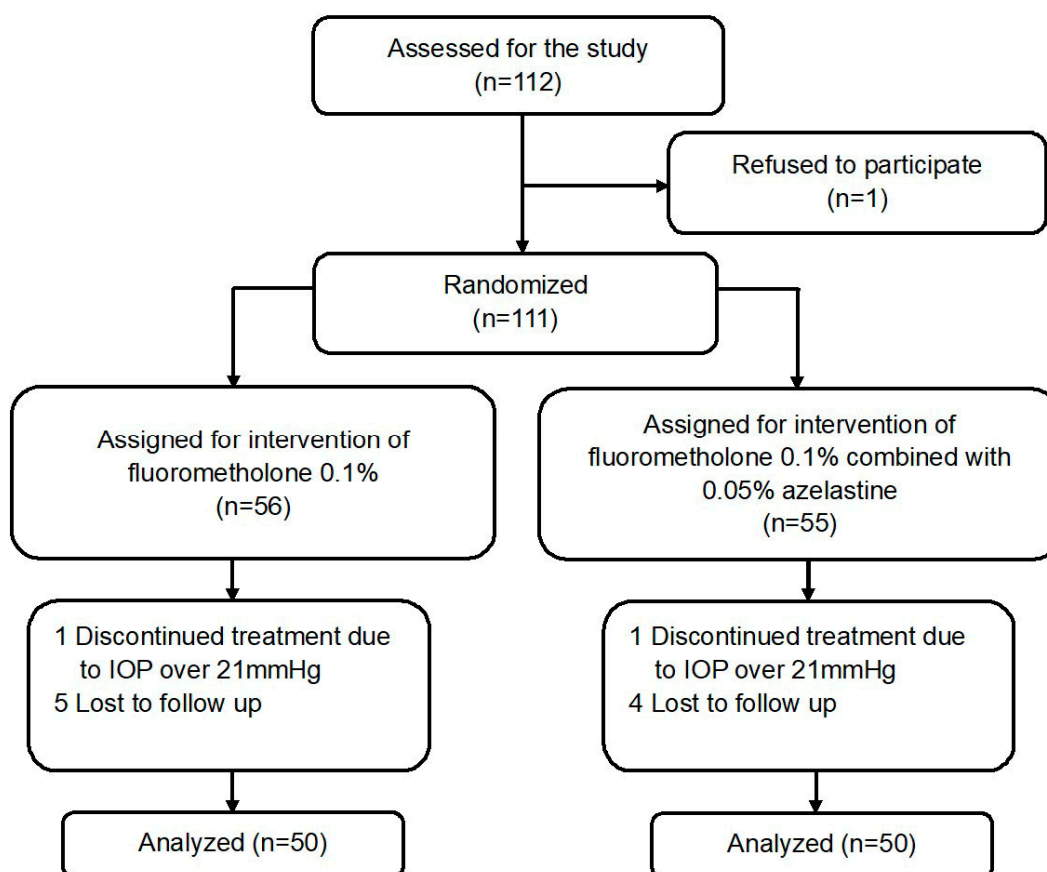 Assessed for the study
(n=112)
Refused to participate
(n=1)
Randomized
(n=111)
Assigned for intervention of
fluorometholone 0.1%
(n=56)
Assigned for intervention of
fluorometholone 0.1% combined with
0.05% azelastine
(n=55)
1 Discontinued treatment due
to IOP over 21mmHg
5 Lost to follow up
1 Discontinued treatment due
to IOP over 21mmHg
4 Lost to follow up
Analyzed (n=50)
Analyzed (n=50)